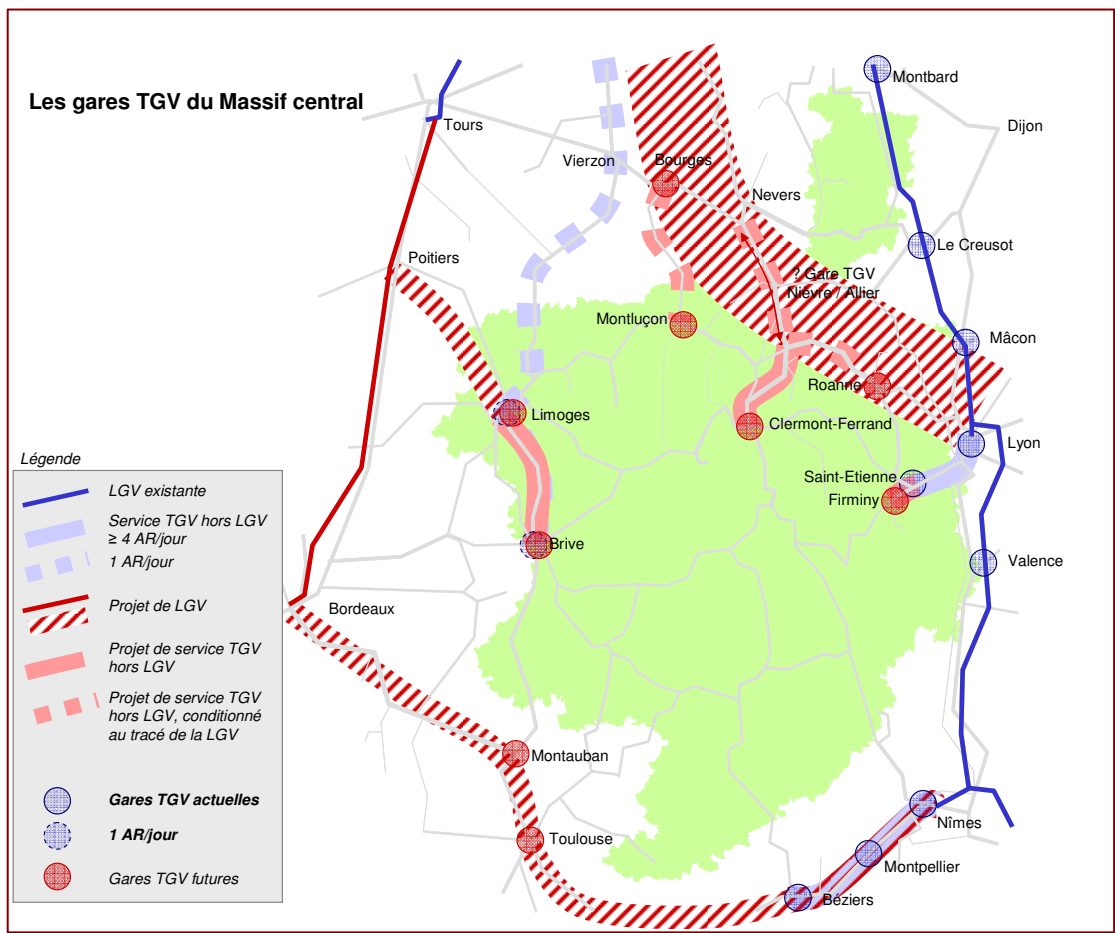 Les gares TGV du Massif central
Montbard
Tours
Dijon
Vierzon
Bourges
Nevers
Le Creusot
Poitiers
? Gare TGV
Nièvre / Allier
Montluçon
Mâcon
Roanne
Limoges
Clermont-Ferrand
Lyon
Saint-Etienne
Firminy
Brive
Valence
Bordeaux
Montauban
Nîmes
Toulouse
Montpellier
Béziers
Légende
LGV existante
Service TGV hors LGV
≥ 4 AR/jour
1 AR/jour
Projet de LGV
Projet de service TGV
hors LGV
Projet de service TGV
hors LGV, conditionné
au tracé de la LGV
Gares TGV actuelles
1 AR/jour
Gares TGV futures